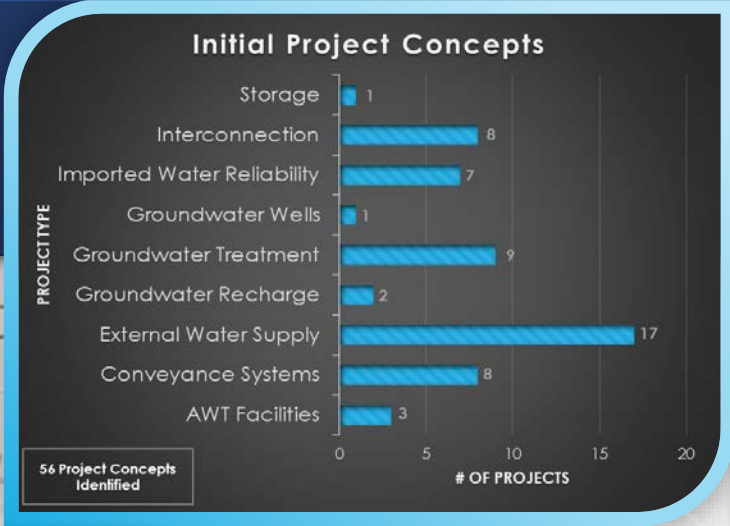 Initial Project Concepts
PROJECT TYPE
Storage 1
Interconnection 8
Imported Water Reliability 7
Groundwater Wells 1
Groundwater Treatment 9
Groundwater Recharge 2
External Water Supply 17
Conveyance Systems 8
AWT Facilities 3
0 5 10 15 20
# OF PROJECTS
56 Project Concepts
Identified